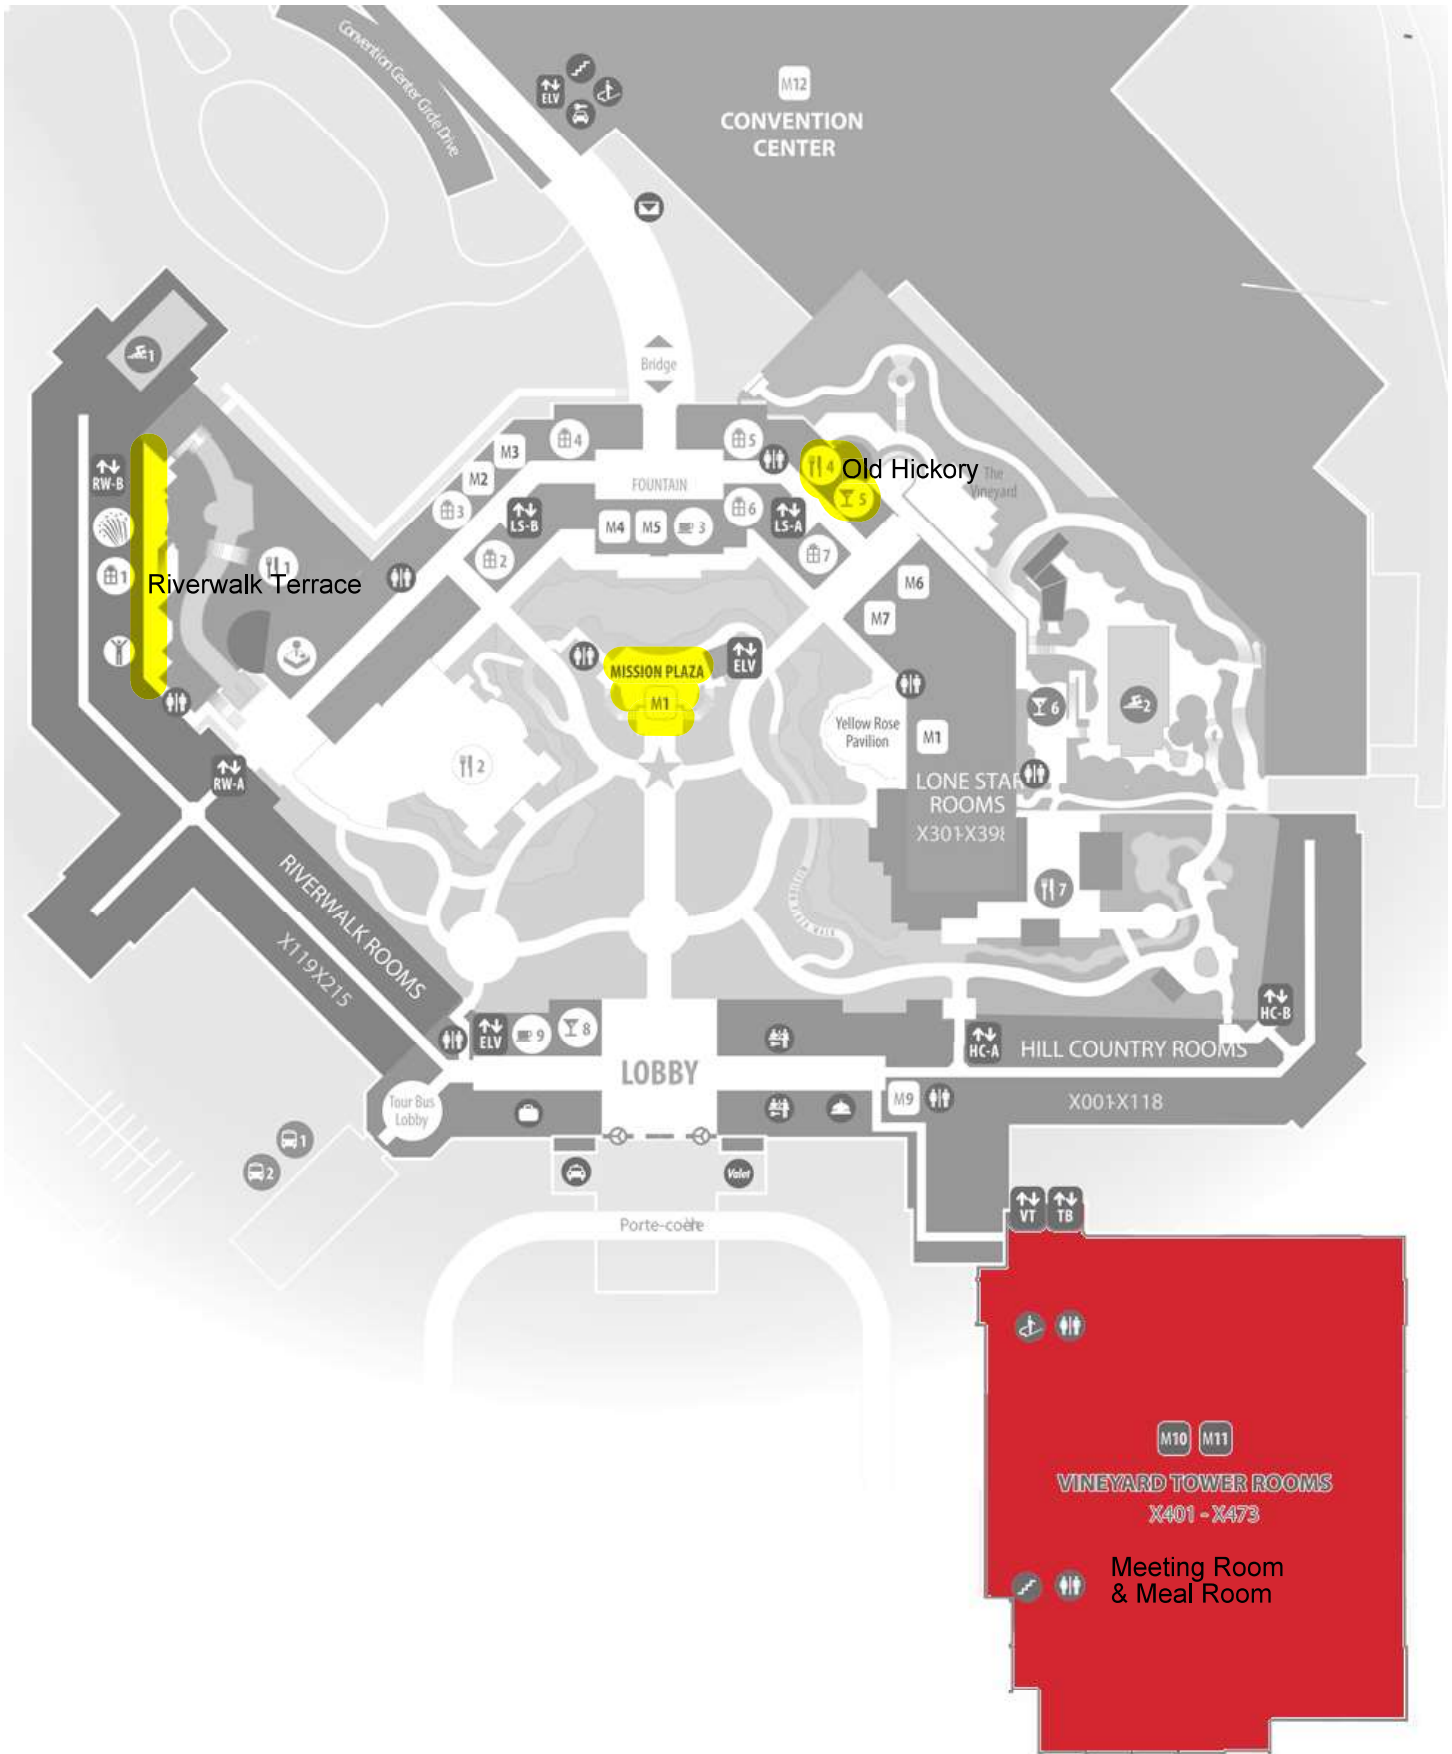 Convention Center Circle Drive
ELV
M12
CONVENTION
CENTER
1
Bridge
4
M3
M2
3
5
4
Old Hickory
5
The
Vineyard
RW-B
FOUNTAIN
LS-B
M4
M5
3
6
LS-A
7
2
1
1
Riverwalk Terrace
M6
M7
MISSION PLAZA
M1
ELV
Yellow Rose
Pavilion
M1
6
2
LONE STAR
ROOMS
X301-X398
RW-A
2
7
RIVERWALK ROOMS
X119X215
ELV
9
8
LOBBY
HC-A
HC-B
HILL COUNTRY ROOMS
X001-X118
M9
Tour Bus
Lobby
1
2
Valet
Porte-cochère
VT
TB
M10
M11
VINEYARD TOWER ROOMS
X401 - X473
Meeting Room
& Meal Room